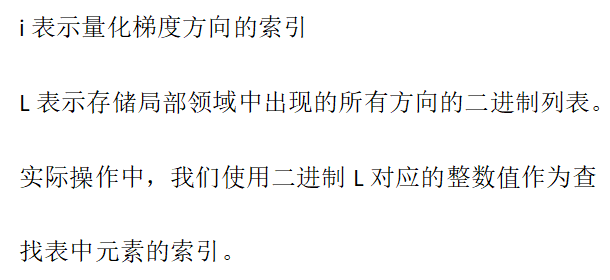 i 表示量化梯度方向的索引
L 表示存储局部领域中出现的所有方向的二进制列表。
实际操作中，我们使用二进制 L 对应的整数值作为查
找表中元素的索引。